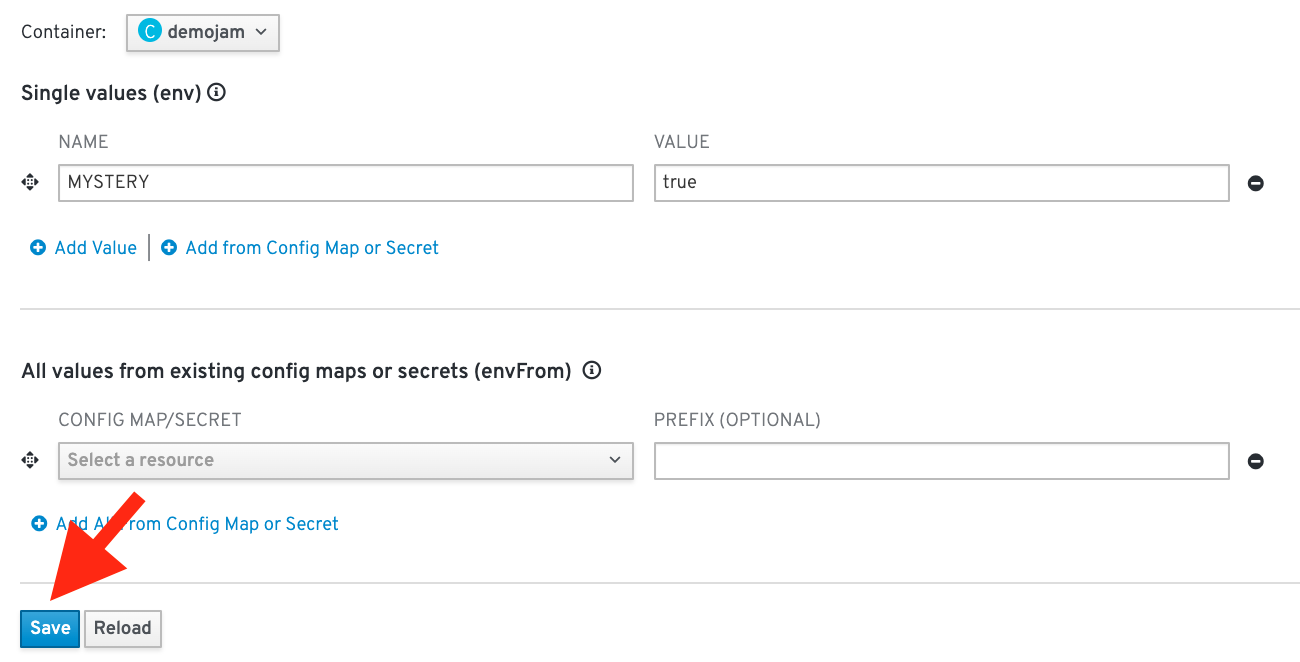 Container: C demojam
Single values (env)
NAME VALUE
MYSTERY true
Add Value Add from Config Map or Secret
All values from existing config maps or secrets (envFrom)
CONFIG MAP/SECRET PREFIX (OPTIONAL)
Select a resource
Add All from Config Map or Secret
Save Reload